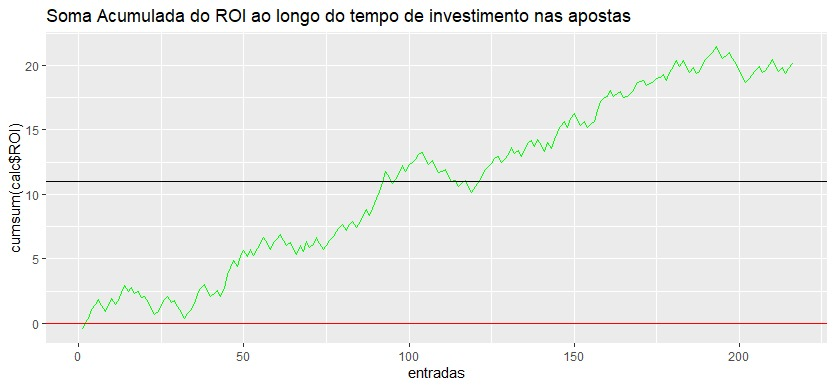 Soma Acumulada do ROI ao longo do tempo de investimento nas apostas
cumsum(calc$ROI)
20
15
10
5
0
0 50 100 150 200
entradas